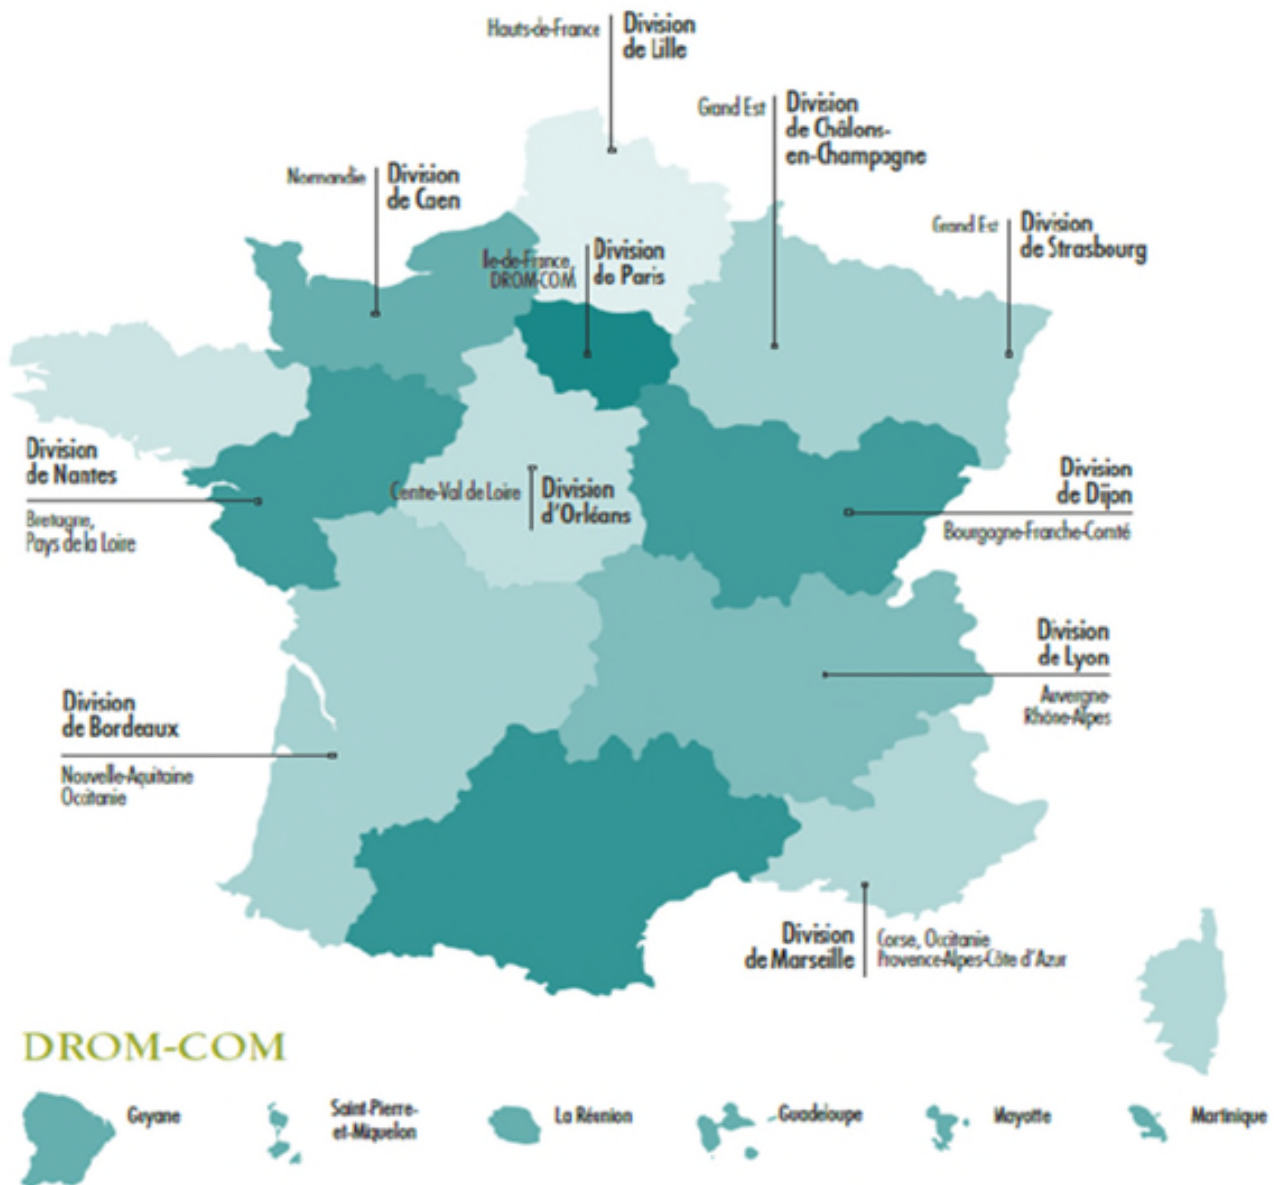 Hauts-de-France
Division
de Lille
Grand Est
Division
de Châlons-
en-Champagne
Normandie
Division
de Caen
Grand Est
Division
de Strasbourg
Ile-de-France,
DROM-COM
Division
de Paris
Division
de Nantes
Bretagne,
Pays de la Loire
Centre-Val de Loire
Division
d'Orléans
Division
de Dijon
Bourgogne-Franche-Comté
Division
de Lyon
Auvergne-
Rhône-Alpes
Division
de Bordeaux
Nouvelle-Aquitaine
Occitanie
Division
de Marseille
Corse, Occitanie
Provence-Alpes-Côte d'Azur
DROM-COM
Guyane
Saint-Pierre-
et-Miquelon
La Réunion
Guadeloupe
Mayotte
Martinique